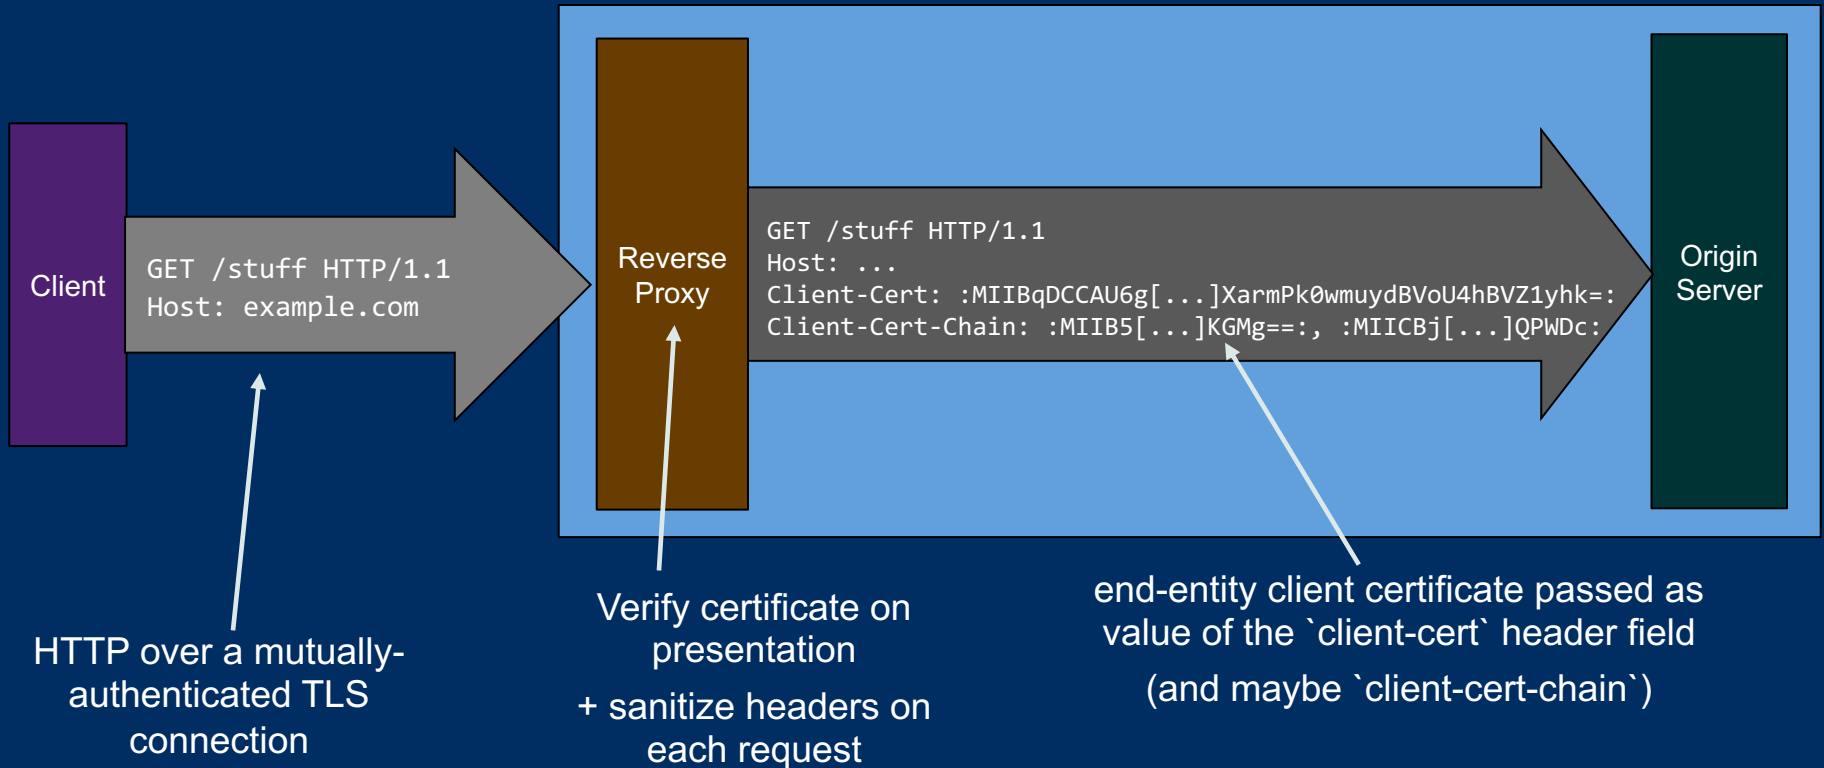 Client
GET /stuff HTTP/1.1
Host: example.com
Reverse
Proxy
GET /stuff HTTP/1.1
Host: ...
Client-Cert: :MIIBqDCCAU6g[...]XarmPk0wmuydBVoU4hBVZ1yhk=:
Client-Cert-Chain: :MIIB5[...]KGMg==:, :MIICBj[...]QPWDc:
Origin
Server
HTTP over a mutually-
authenticated TLS
connection
Verify certificate on
presentation
+ sanitize headers on
each request
end-entity client certificate passed as
value of the `client-cert` header field
(and maybe `client-cert-chain`)